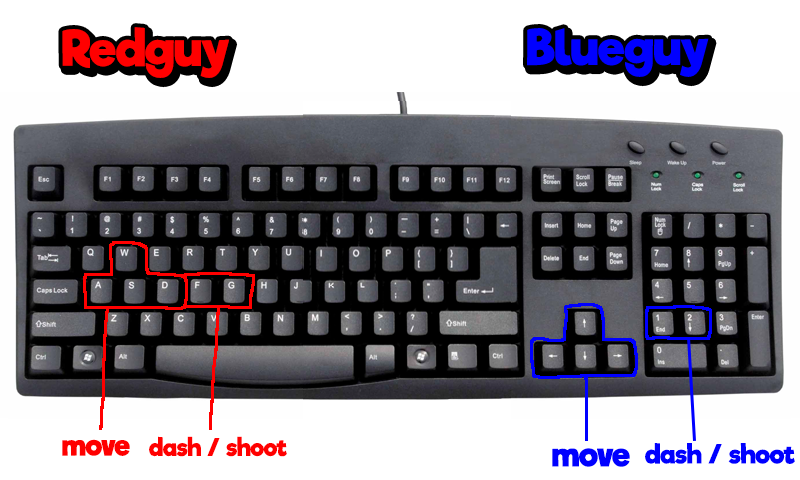 Redguy
Blueguy
Sleep Wake Up Power
Num Lock Caps Lock Scroll Lock
Esc F1 F2 F3 F4 F5 F6 F7 F8 F9 F10 F11 F12 Print Screen Scroll Lock Pause Break
~ ! @ # $ % ^ & * ( ) — + |
` 1 2 3 4 5 6 7 8 9 0 - = \ ← Insert Home Page Up Num Lock / * -
Tab Q W E R T Y U I O P { [ } ] Delete End Page Down 7 Home 8 ↑ 9 PgUp +
Caps Lock A S D F G H J K L : ; " ' Enter ↵ 4 ← 5 6 →
⇧Shift Z X C V B N M < , > . ? / ⇧Shift ↑ 1 End 2 ↓ 3 PgDn Enter
Ctrl Alt Alt Ctrl ← ↓ → 0 Ins . Del
move dash / shoot
move dash / shoot